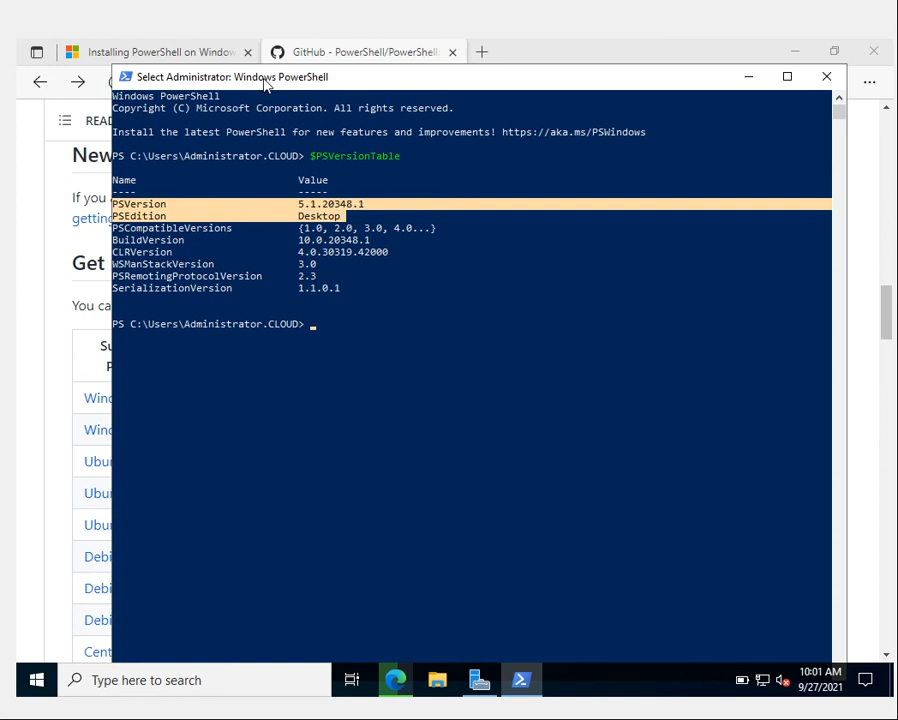 Installing PowerShell on Window
GitHub - PowerShell/PowerShell:
Select Administrator: Windows PowerShell
READ
New
If you a
getting
Get
You ca
Su
P
Wind
Wind
Ubu
Ubu
Ubu
Debi
Debi
Debi
Cent
Windows PowerShell
Copyright (C) Microsoft Corporation. All rights reserved.
Install the latest PowerShell for new features and improvements! https://aka.ms/PSWindows
PS C:\Users\Administrator.CLOUD> $PSVersionTable
Name Value
---- -----
PSVersion 5.1.20348.1
PSEdition Desktop
PSCompatibleVersions {1.0, 2.0, 3.0, 4.0...}
BuildVersion 10.0.20348.1
CLRVersion 4.0.30319.42000
WSManStackVersion 3.0
PSRemotingProtocolVersion 2.3
SerializationVersion 1.1.0.1
PS C:\Users\Administrator.CLOUD>
Type here to search
10:01 AM
9/27/2021